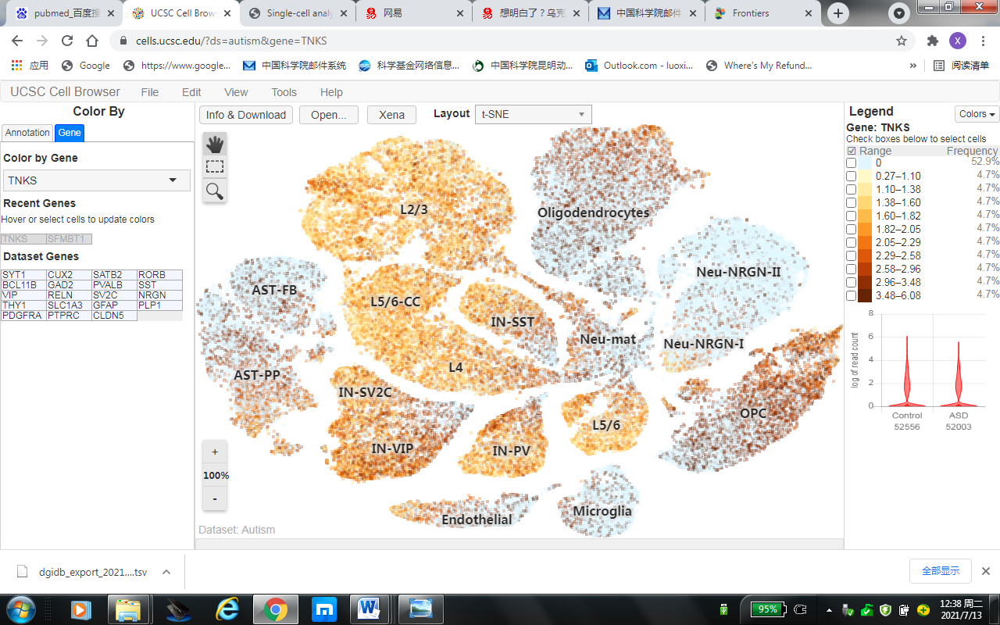 pubmed_百度搜
UCSC Cell Brow
Single-cell analy
网易
想明白了？乌克
中国科学院邮件
Frontiers
cells.ucsc.edu/?ds=autism&gene=TNKS
X
应用
Google
https://www.google...
中国科学院邮件系统
科学基金网络信息...
中国科学院昆明动...
Outlook.com - luoxi...
Where's My Refund...
»
阅读清单
UCSC Cell Browser
File
Edit
View
Tools
Help
Color By
Annotation
Gene
Color by Gene
TNKS
Recent Genes
Hover or select cells to update colors
TNKS SFMBT1
Dataset Genes
SYT1 CUX2 SATB2 RORB
BCL11B GAD2 PVALB SST
VIP RELN SV2C NRGN
THY1 SLC1A3 GFAP PLP1
PDGFRA PTPRC CLDN5
Info & Download
Open...
Xena
Layout
t-SNE
L2/3
Oligodendrocytes
Neu-NRGN-II
AST-FB
L5/6-CC
IN-SST
Neu-mat
Neu-NRGN-I
L4
AST-PP
IN-SV2C
OPC
L5/6
IN-VIP
IN-PV
Endothelial
Microglia
+
100%
-
Dataset: Autism
Legend
Colors
Gene: TNKS
Check boxes below to select cells
Range Frequency
0 52.9%
0.27–1.10 4.7%
1.10–1.38 4.7%
1.38–1.60 4.7%
1.60–1.82 4.7%
1.82–2.05 4.7%
2.05–2.29 4.7%
2.29–2.58 4.7%
2.58–2.96 4.7%
2.96–3.48 4.7%
3.48–6.08 4.7%
log of read count
8
6
4
2
0
Control
52556
ASD
52003
dgidb_export_2021....tsv
全部显示
95%
12:38 周二
2021/7/13